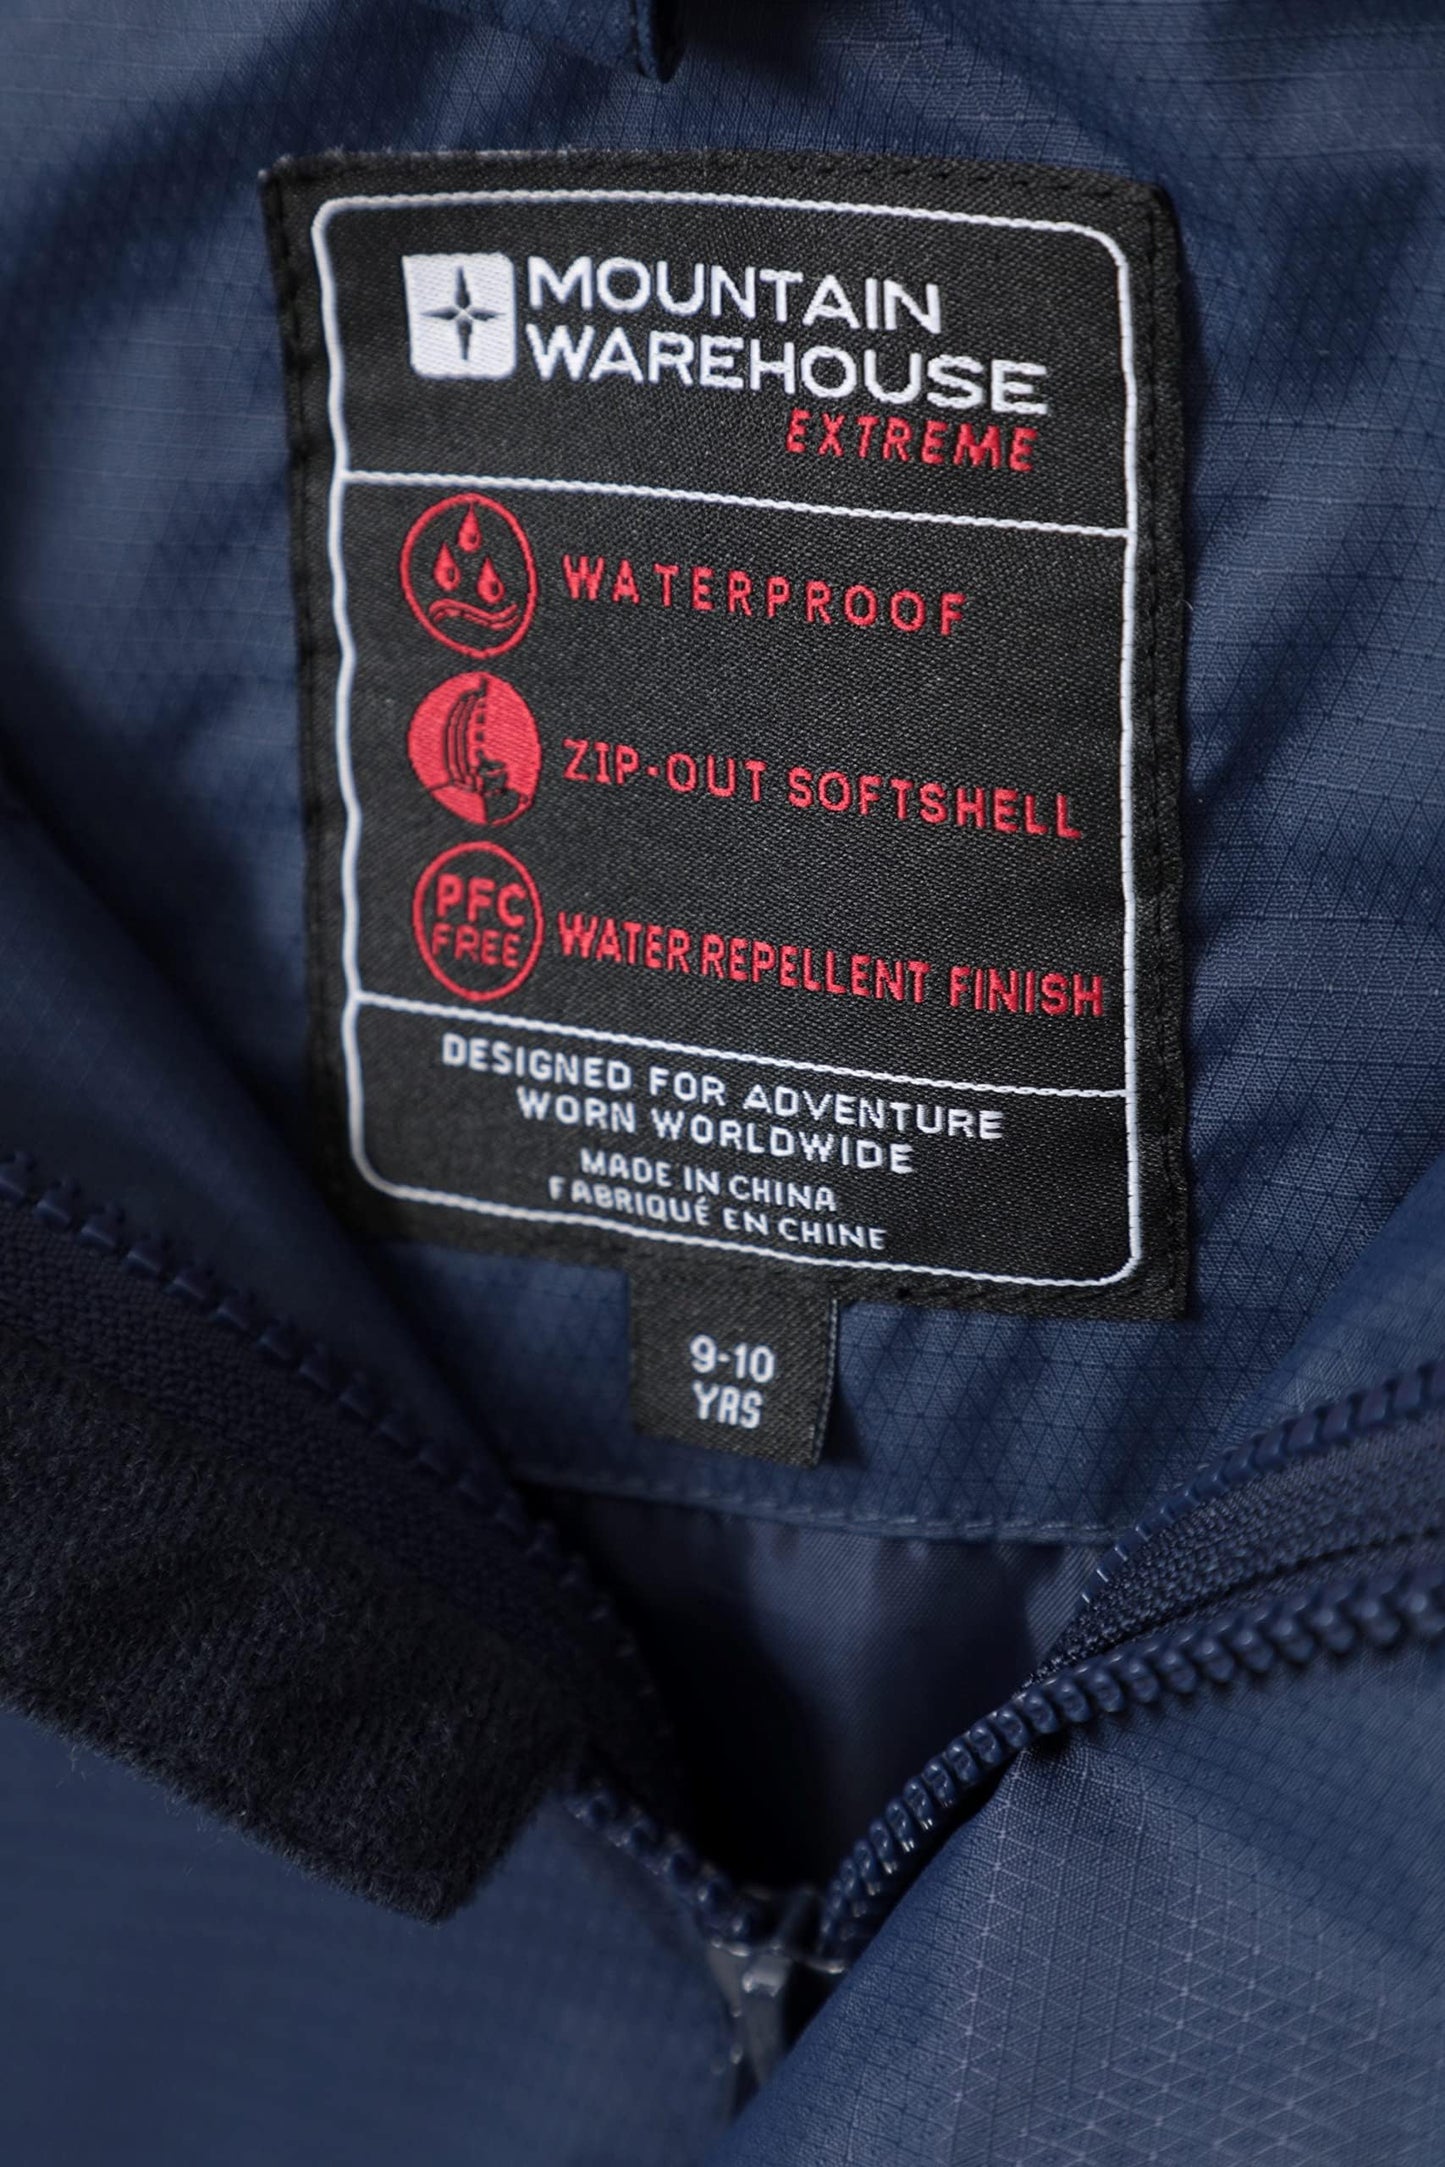 MOUNTAIN
WAREHOUSE
EXTREME
WATERPROOF
ZIP-OUT SOFTSHELL
PFC
FREE
WATER REPELLENT FINISH
DESIGNED FOR ADVENTURE
WORN WORLDWIDE
MADE IN CHINA
FABRIQUÉ EN CHINE
9-10
YRS